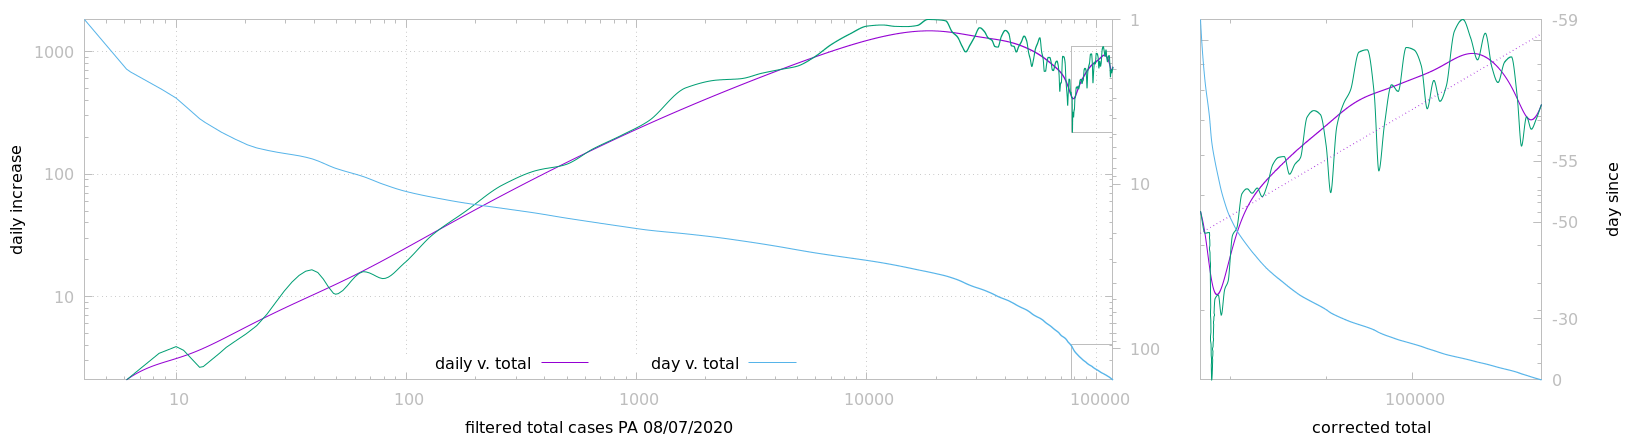 daily increase
1000
100
10
daily v. total
day v. total
1
10
100
10
100
1000
10000
100000
filtered total cases PA 08/07/2020
-59
-55
-50
-30
0
day since
100000
corrected total